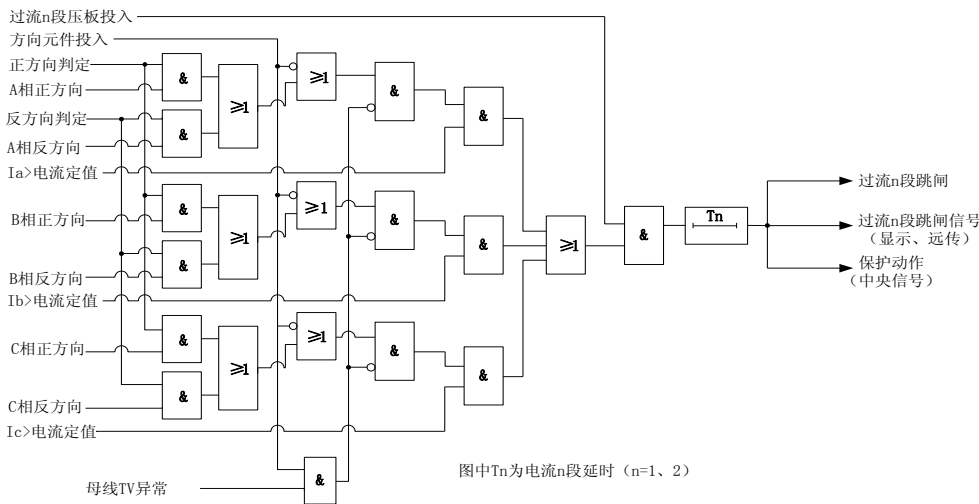 过流n段压板投入
方向元件投入
正方向判定
A相正方向
反方向判定
A相反方向
Ia>电流定值
B相正方向
B相反方向
Ib>电流定值
C相正方向
C相反方向
Ic>电流定值
母线TV异常
&
&
≥1
≥1
&
&
&
&
≥1
≥1
&
&
&
&
≥1
≥1
&
&
&
≥1
&
Tn
过流n段跳闸
过流n段跳闸信号
（显示、远传）
保护动作
（中央信号）
图中Tn为电流n段延时（n=1、2）